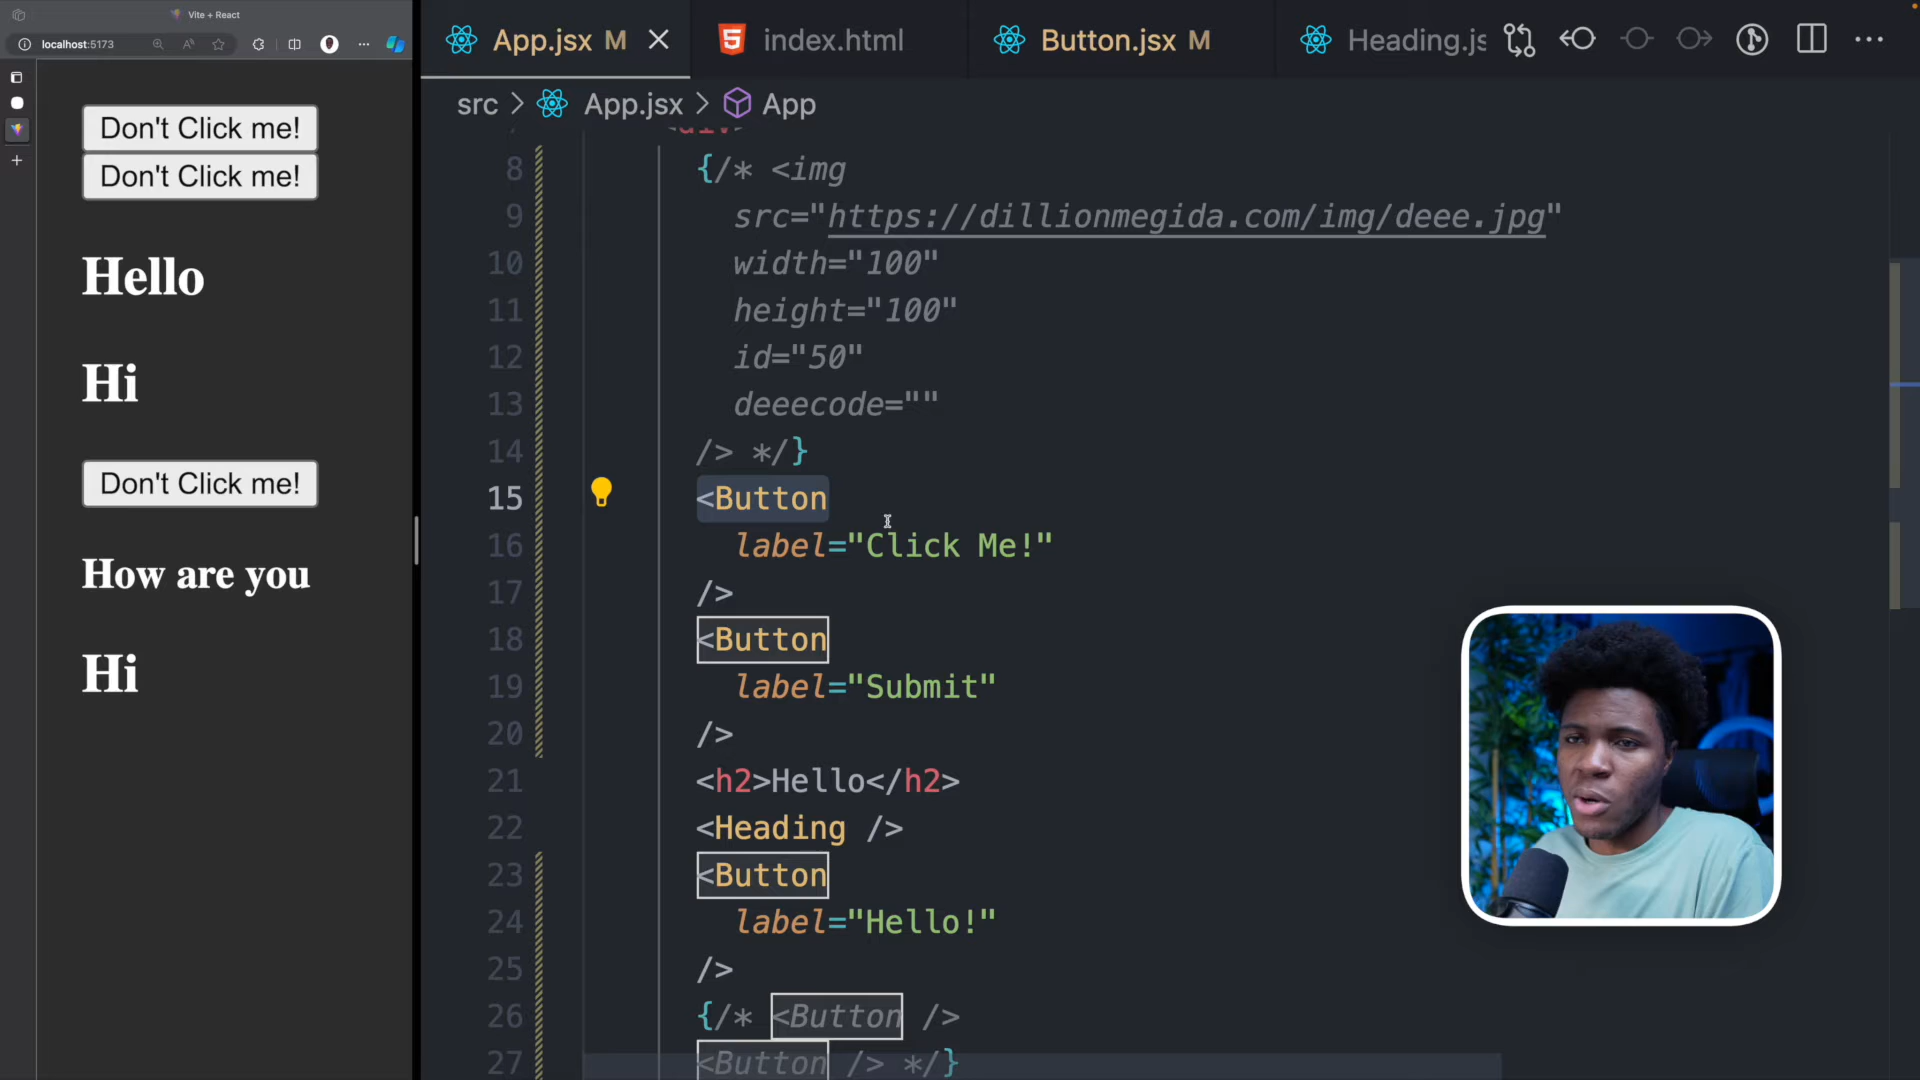 Vite + React
localhost:5173
Don't Click me!
Don't Click me!
Hello
Hi
Don't Click me!
How are you
Hi
App.jsx M
index.html
Button.jsx M
Heading.js
src > App.jsx > App
<div>
8 {/* <img
9 src="https://dillionmegida.com/img/deee.jpg"
10 width="100"
11 height="100"
12 id="50"
13 deeecode=""
14 /> */}
15 <Button
16 label="Click Me!"
17 />
18 <Button
19 label="Submit"
20 />
21 <h2>Hello</h2>
22 <Heading />
23 <Button
24 label="Hello!"
25 />
26 {/* <Button />
27 <Button /> */}